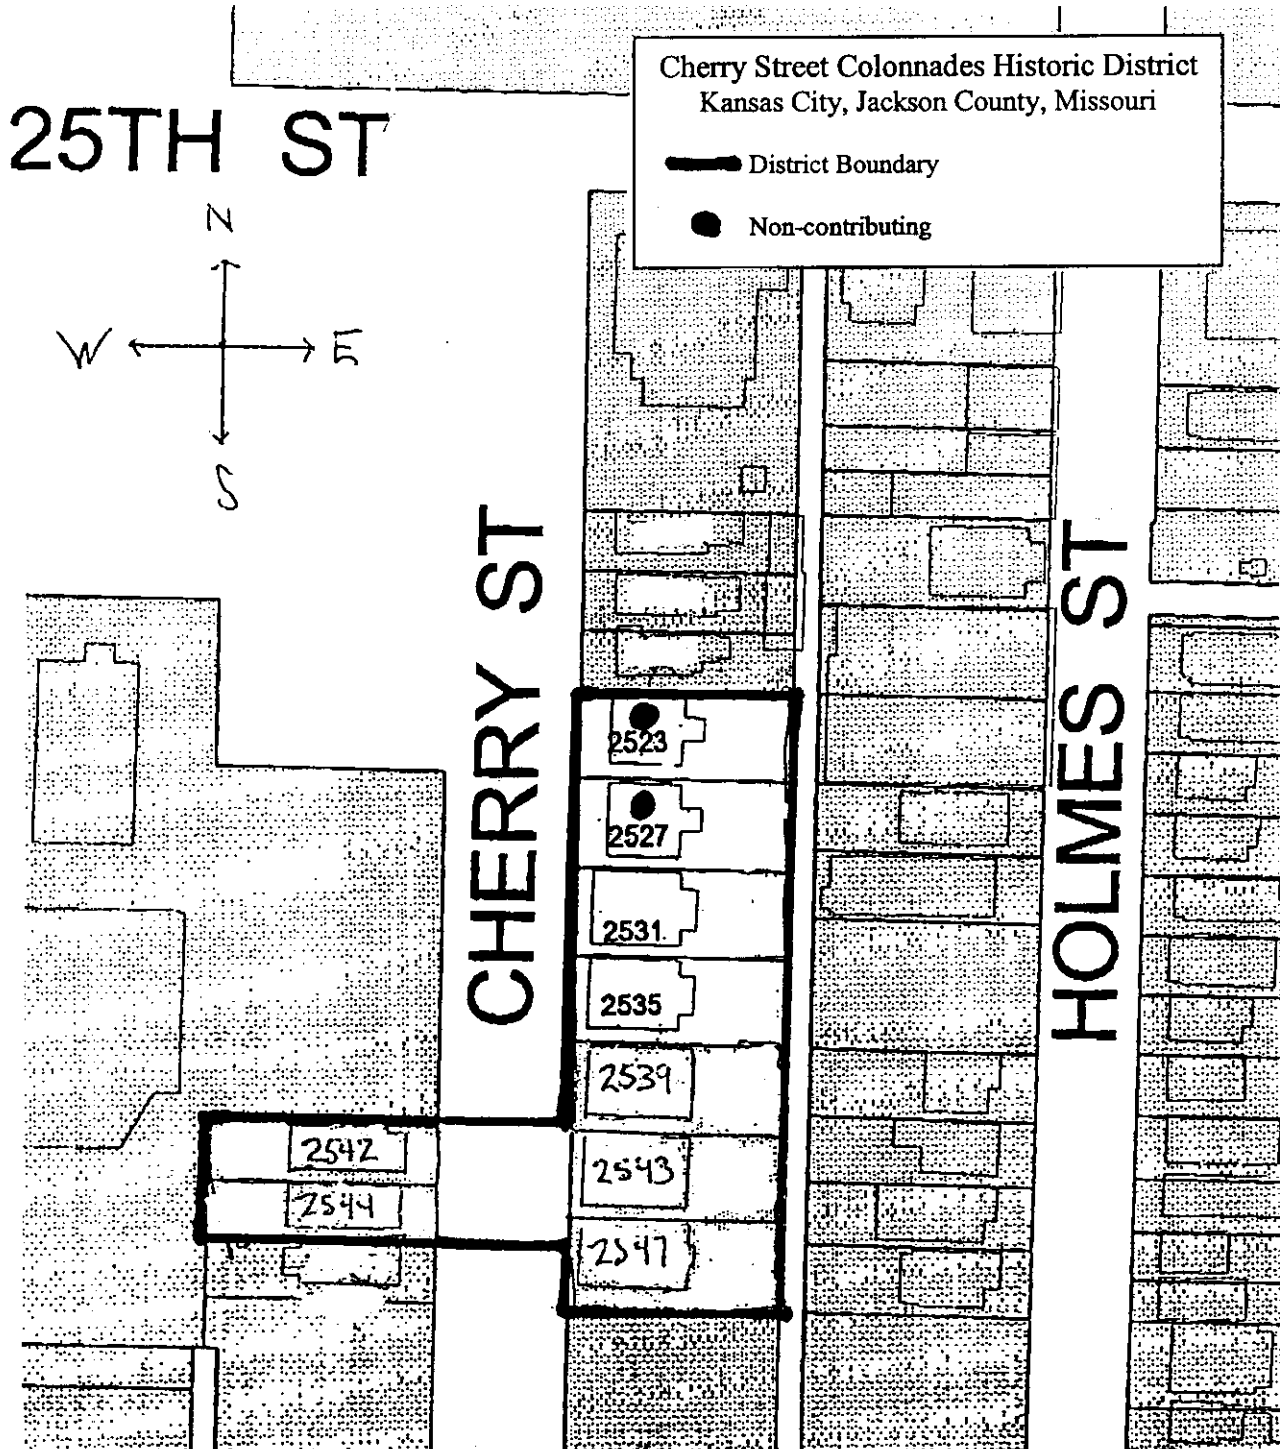 Cherry Street Colonnades Historic District
Kansas City, Jackson County, Missouri
District Boundary
Non-contributing
25TH ST
N
W
E
S
CHERRY ST
HOLMES ST
2523
2527
2531
2535
2539
2542
2543
2544
2547